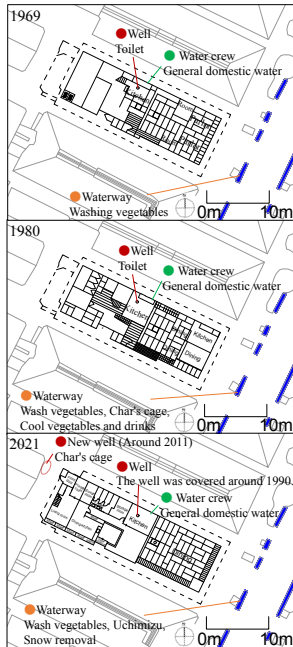 1969
Well
Toilet
Water crew
General domestic water
Kitchen
Room
Waterway
Washing vegetables
0m 10m
1980
Well
Toilet
Water crew
General domestic water
Kitchen
Kitchen
Dining
Waterway
Wash vegetables, Char's cage,
Cool vegetables and drinks
0m 10m
2021
New well (Around 2011)
Char's cage
Well
The well was covered around 1990.
Water crew
General domestic water
Kitchen
Waterway
Wash vegetables, Uchimizu,
Snow removal
0m 10m